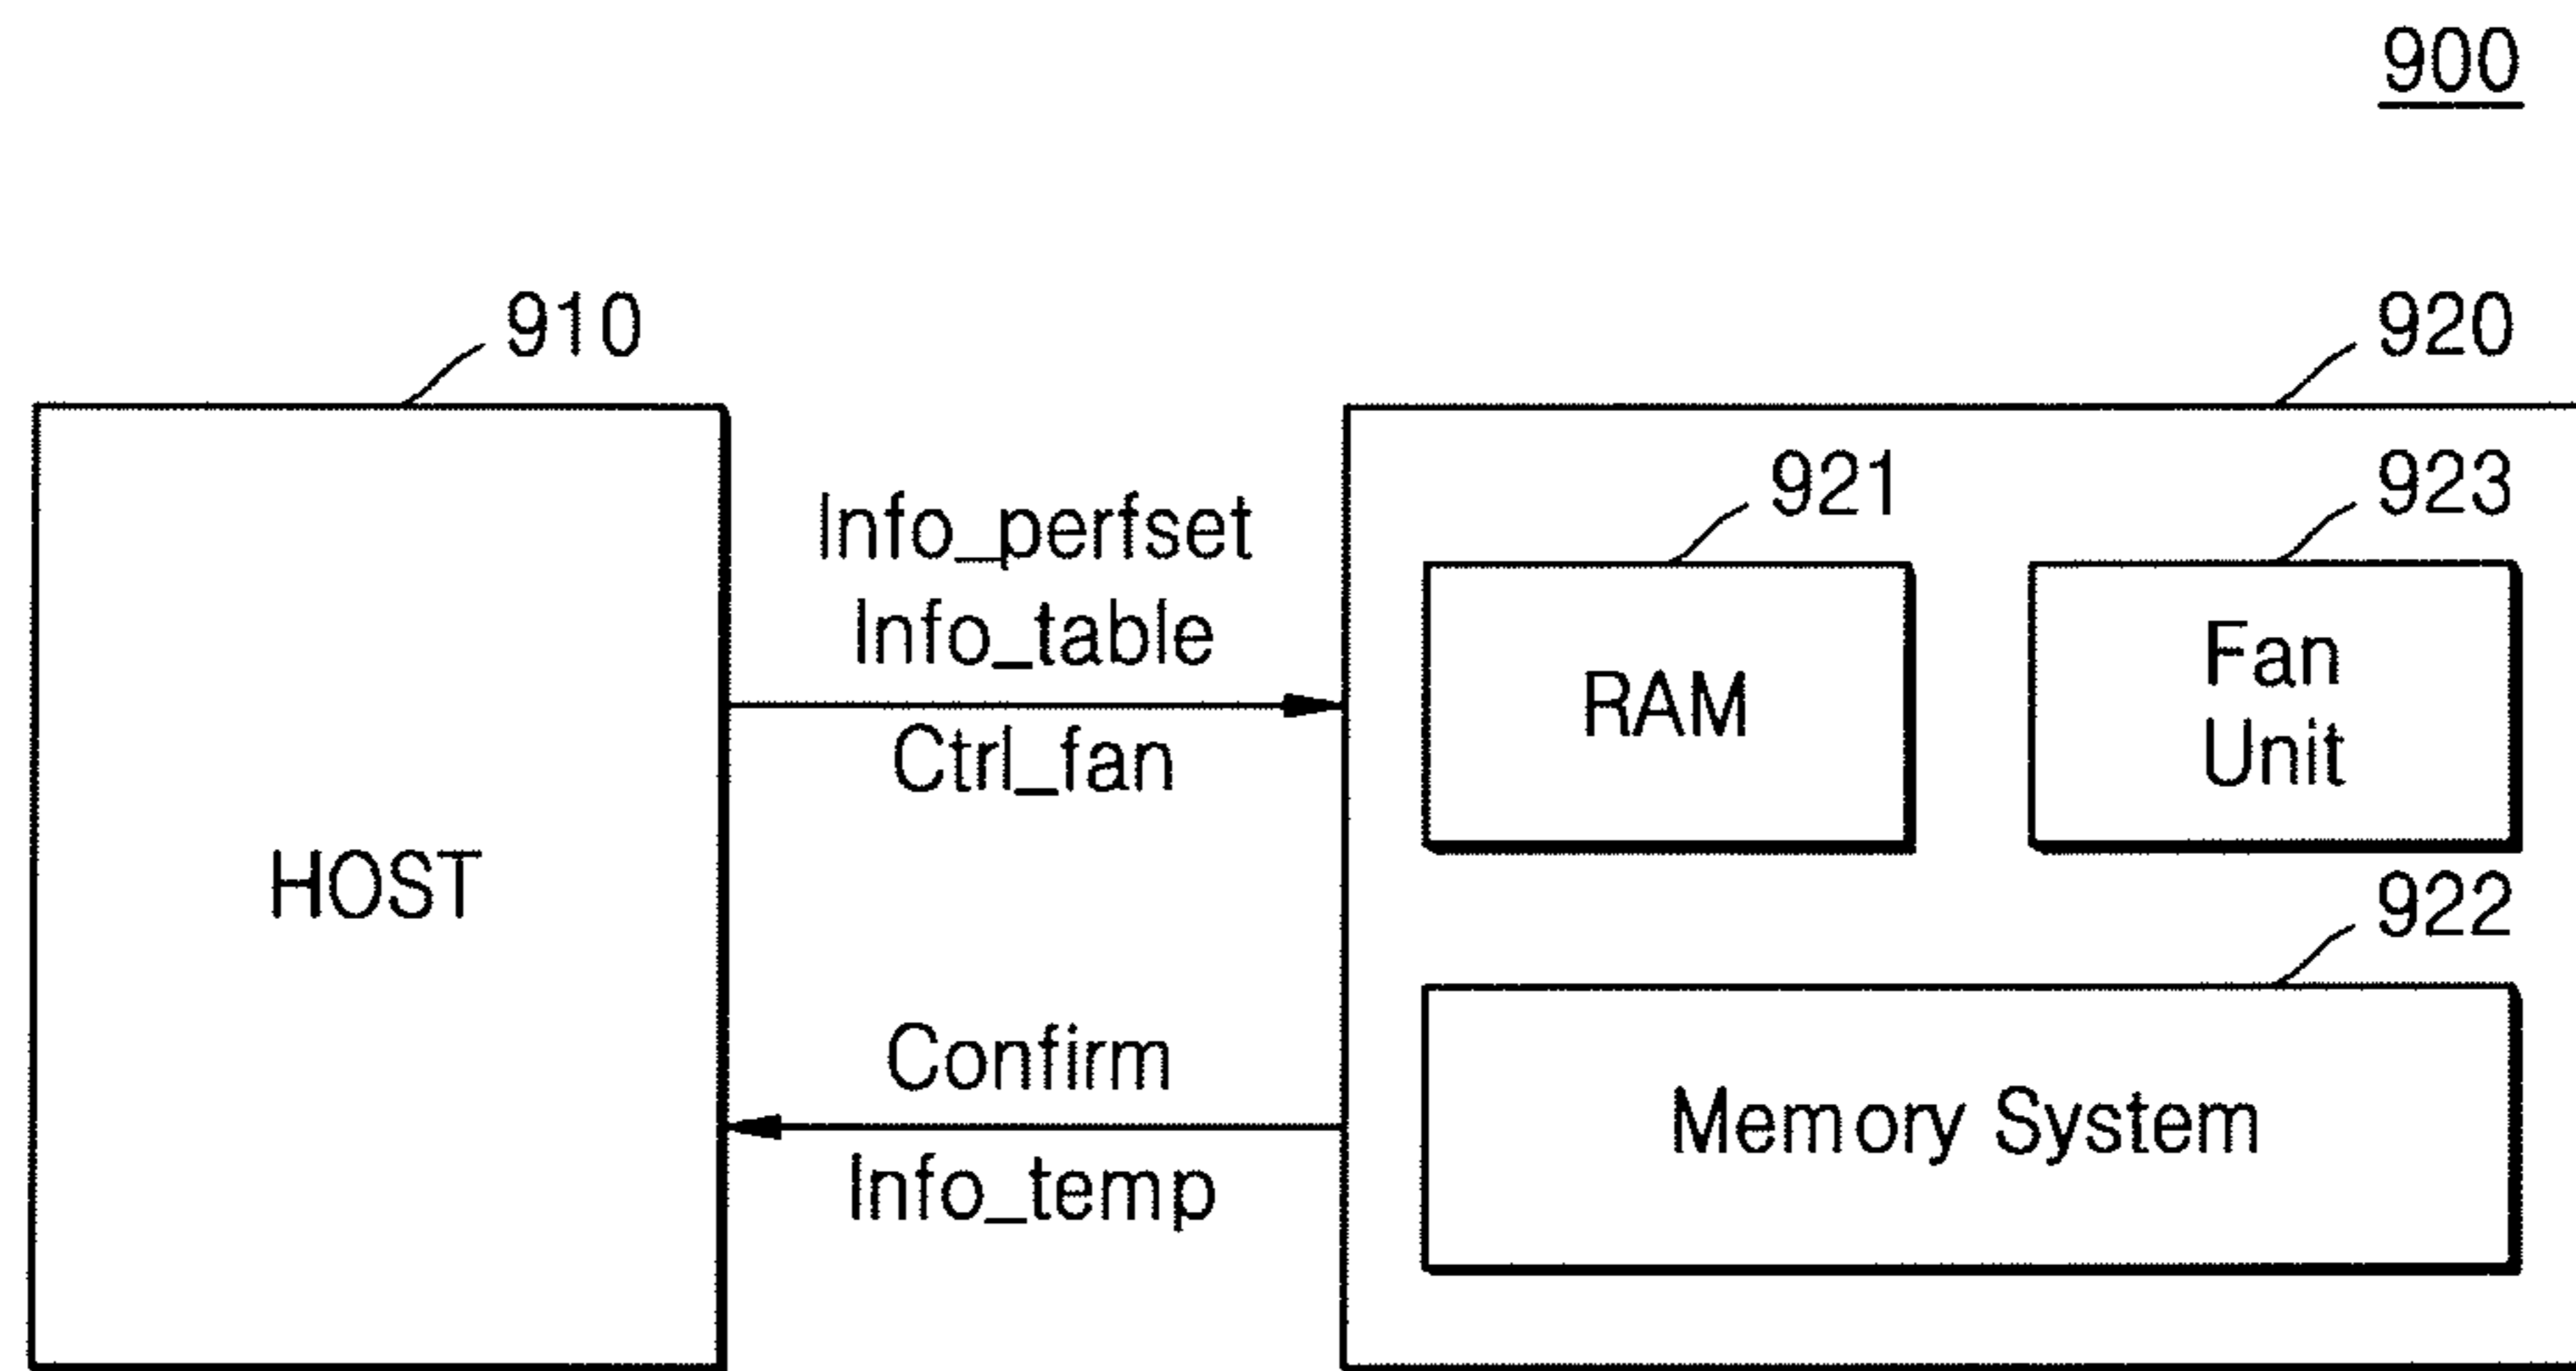 900
910
920
Info_perfset
Info_table
Ctrl_fan
921
923
RAM
Fan
Unit
HOST
922
Confirm
Info_temp
Memory System